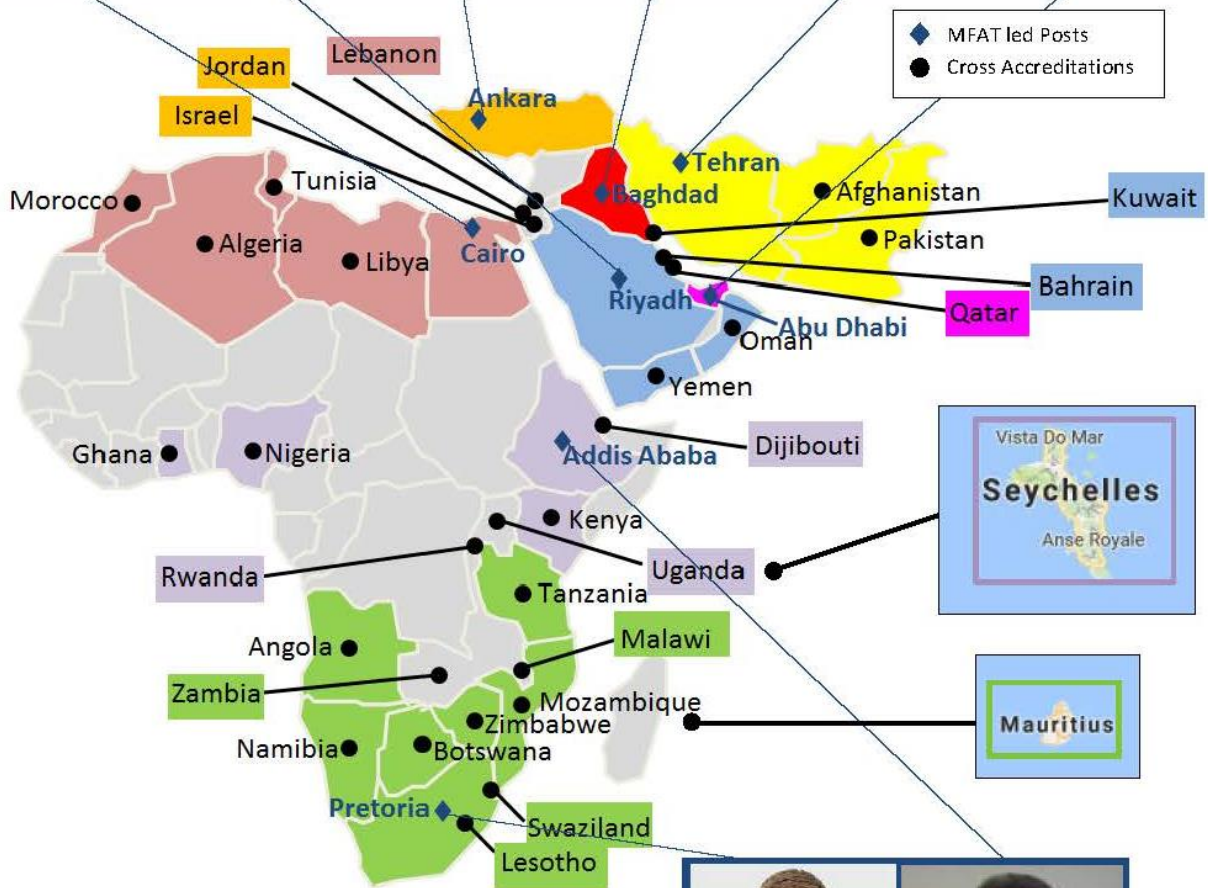 MFAT led Posts
Cross Accreditations
Lebanon
Jordan
Israel
Ankara
Tehran
Baghdad
Afghanistan
Kuwait
Pakistan
Morocco
Tunisia
Algeria
Libya
Cairo
Riyadh
Bahrain
Qatar
Abu Dhabi
Oman
Yemen
Ghana
Nigeria
Addis Ababa
Dijibouti
Vista Do Mar
Seychelles
Anse Royale
Kenya
Rwanda
Uganda
Tanzania
Angola
Malawi
Zambia
Mozambique
Zimbabwe
Mauritius
Namibia
Botswana
Pretoria
Swaziland
Lesotho